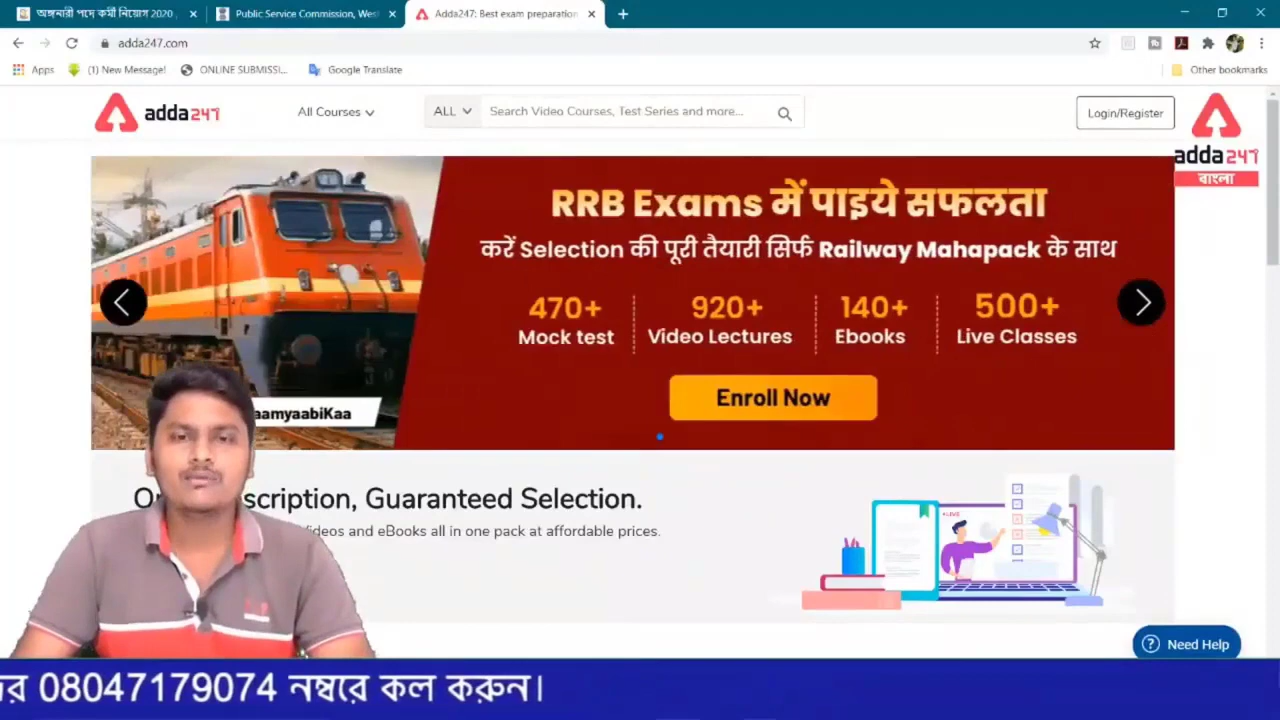 অঙ্গনারী পদে কর্মী নিয়োগ 2020
Public Service Commission, Wes
Adda247: Best exam preparation
adda247.com
Apps
(1) New Message!
ONLINE SUBMISSI...
Google Translate
Other bookmarks
adda247
All Courses
ALL
Search Video Courses, Test Series and more...
Login/Register
adda247
বাংলা
RRB Exams में पाइये सफलता
करें Selection की पूरी तैयारी सिर्फ Railway Mahapack के साथ
470+ 920+ 140+ 500+
Mock test Video Lectures Ebooks Live Classes
Enroll Now
aamyaabiKaa
scription, Guaranteed Selection.
ideos and eBooks all in one pack at affordable prices.
LIVE
Need Help
08047179074 নম্বরে কল করুন।